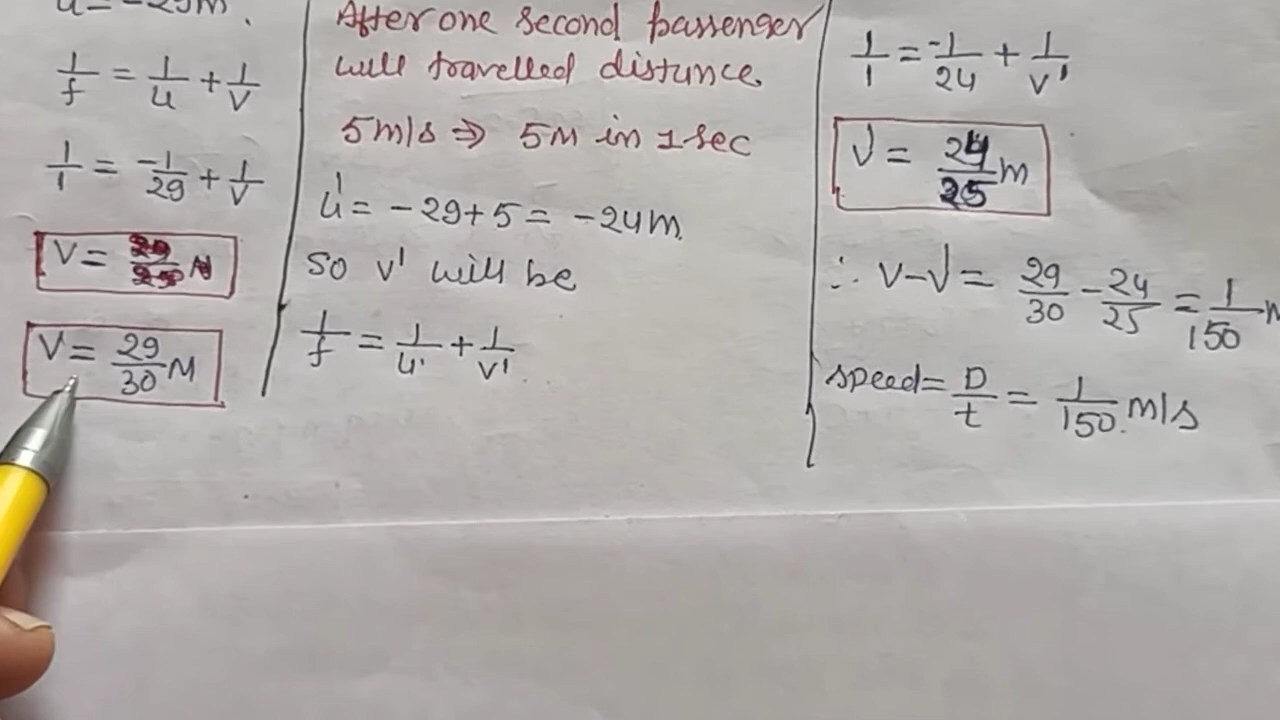 u = -29m.
1/f = 1/u + 1/v
1/1 = -1/29 + 1/v
V = 29/30 M
After one second passenger
will travelled distance.
5m/s ⇒ 5m in 1 sec
u' = -29+5 = -24m.
so v' will be
1/f = 1/u' + 1/v'
1/1 = -1/24 + 1/v'
V' = 24/25 m
∴ v-v' = 29/30 - 24/25 = 1/150
speed = D/t = 1/150 m/s